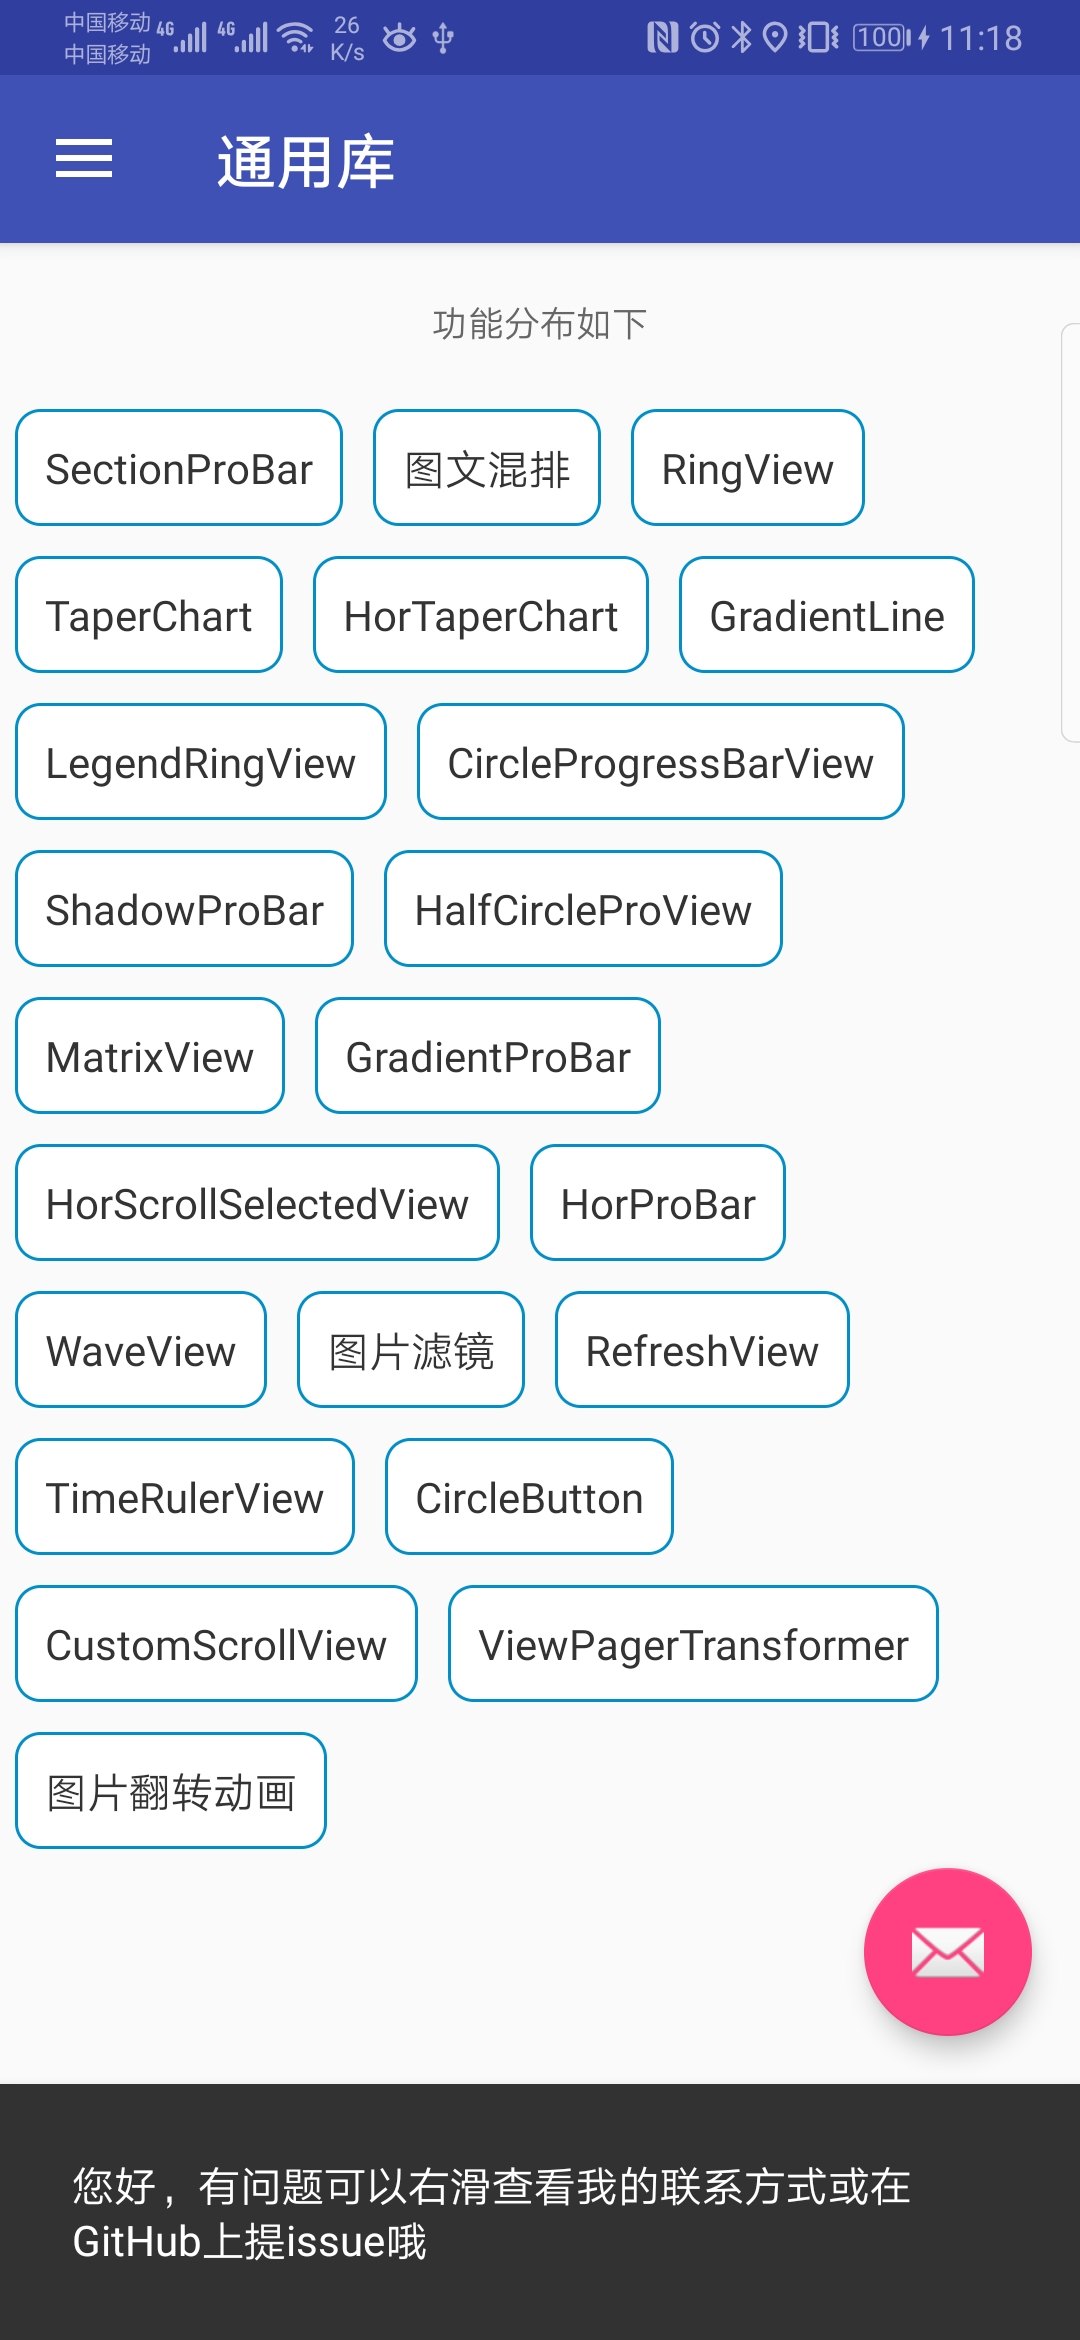 中国移动 4G 4G 26 100 11:18
中国移动 K/s
通用库
功能分布如下
SectionProBar 图文混排 RingView
TaperChart HorTaperChart GradientLine
LegendRingView CircleProgressBarView
ShadowProBar HalfCircleProView
MatrixView GradientProBar
HorScrollSelectedView HorProBar
WaveView 图片滤镜 RefreshView
TimeRulerView CircleButton
CustomScrollView ViewPagerTransformer
图片翻转动画
您好，有问题可以右滑查看我的联系方式或在
GitHub上提issue哦